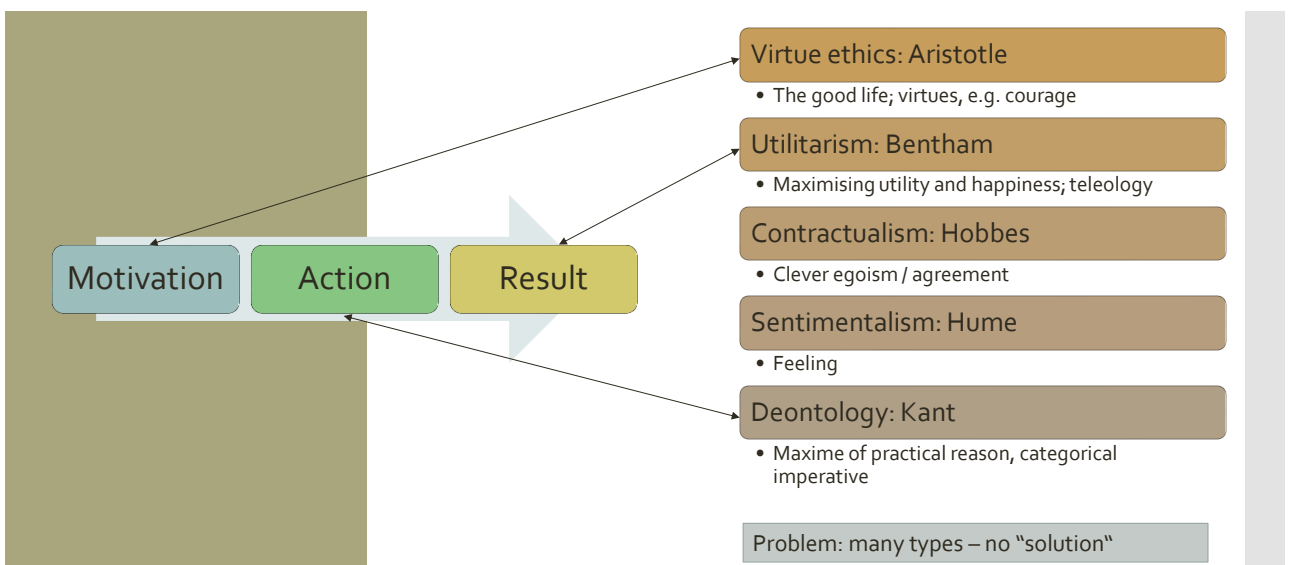 Virtue ethics: Aristotle
• The good life; virtues, e.g. courage
Utilitarism: Bentham
• Maximising utility and happiness; teleology
Contractualism: Hobbes
• Clever egoism / agreement
Motivation
Action
Result
Sentimentalism: Hume
• Feeling
Deontology: Kant
• Maxime of practical reason, categorical
imperative
Problem: many types – no “solution“